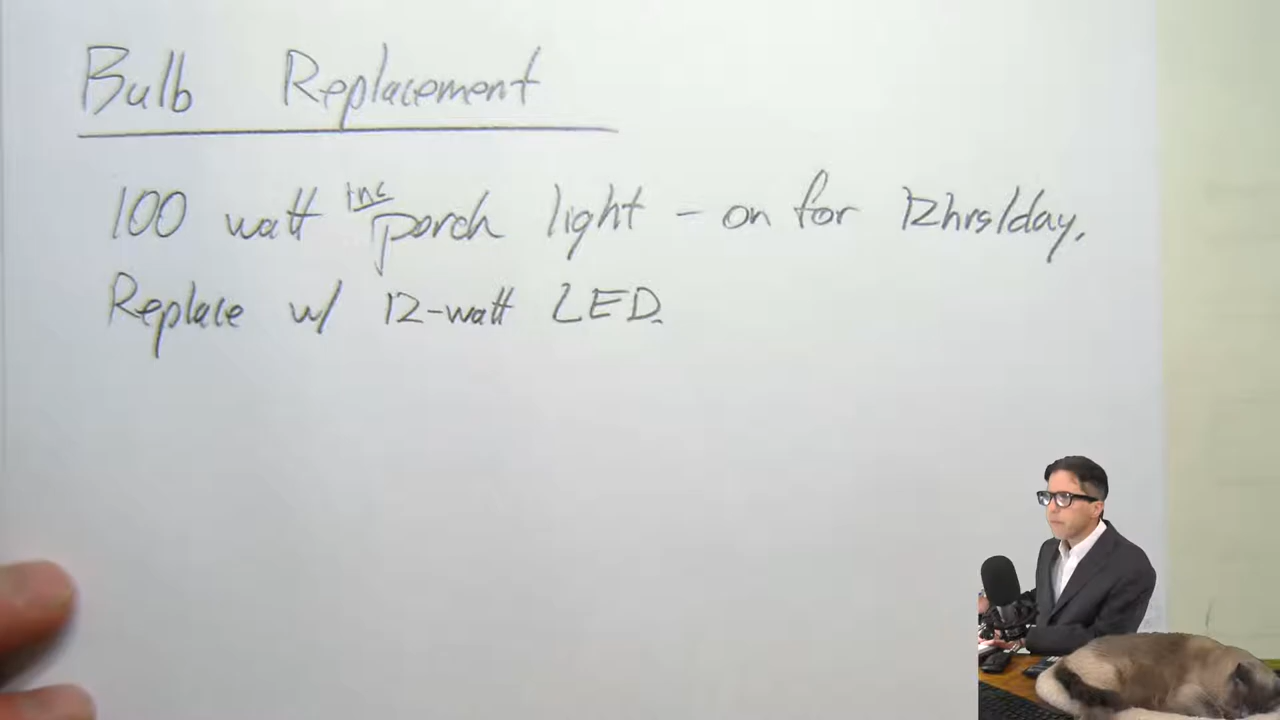 Bulb Replacement
100 watt inc porch light - on for 12hrs/day.
Replace w/ 12-watt LED.